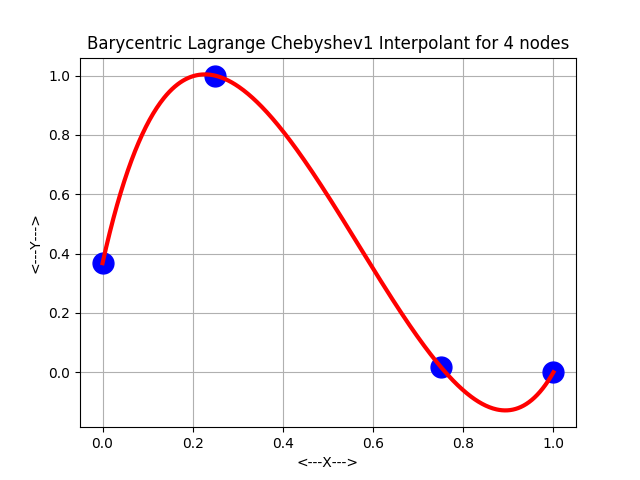 Barycentric Lagrange Chebyshev1 Interpolant for 4 nodes
1.0
0.8
0.6
0.4
0.2
0.0
<---Y--->
0.0 0.2 0.4 0.6 0.8 1.0
<---X--->